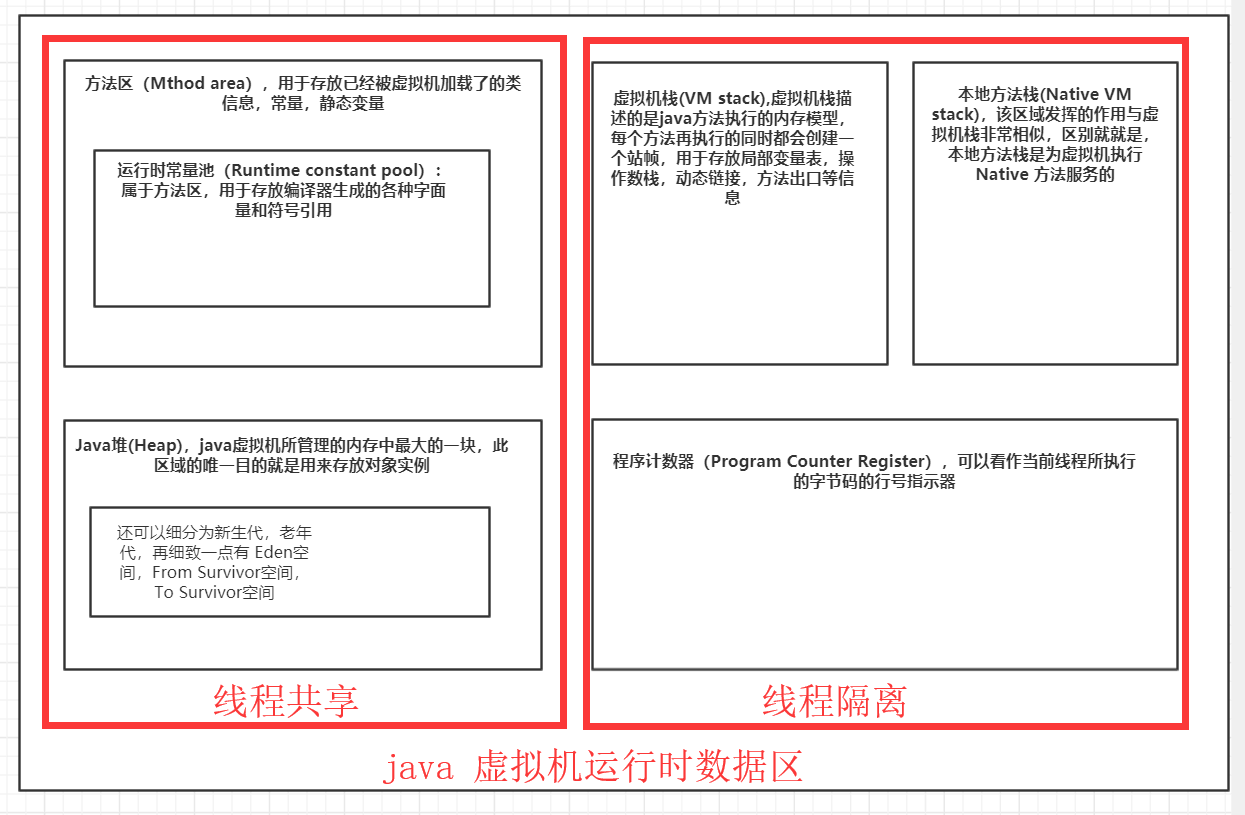 方法区（Mthod area），用于存放已经被虚拟机加载了的类
信息，常量，静态变量
运行时常量池（Runtime constant pool）：
属于方法区，用于存放编译器生成的各种字面
量和符号引用
Java堆(Heap)，java虚拟机所管理的内存中最大的一块，此
区域的唯一目的就是用来存放对象实例
还可以细分为新生代，老年
代，再细致一点有 Eden空
间，From Survivor空间，
To Survivor空间
线程共享
虚拟机栈(VM stack),虚拟机栈描
述的是java方法执行的内存模型，
每个方法再执行的同时都会创建一
个站帧，用于存放局部变量表，操
作数栈，动态链接，方法出口等信
息
本地方法栈(Native VM
stack)，该区域发挥的作用与虚
拟机栈非常相似，区别就就是，
本地方法栈是为虚拟机执行
Native 方法服务的
程序计数器（Program Counter Register），可以看作当前线程所执行
的字节码的行号指示器
线程隔离
java 虚拟机运行时数据区